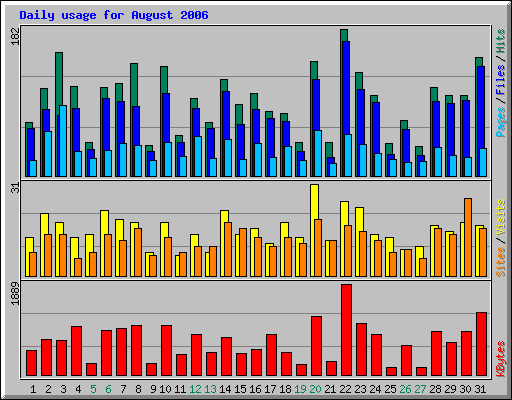 Daily usage for August 2006
182
Pages / Files / Hits
31
Sites / Visits
1889
KBytes
1 2 3 4 5 6 7 8 9 10 11 12 13 14 15 16 17 18 19 20 21 22 23 24 25 26 27 28 29 30 31